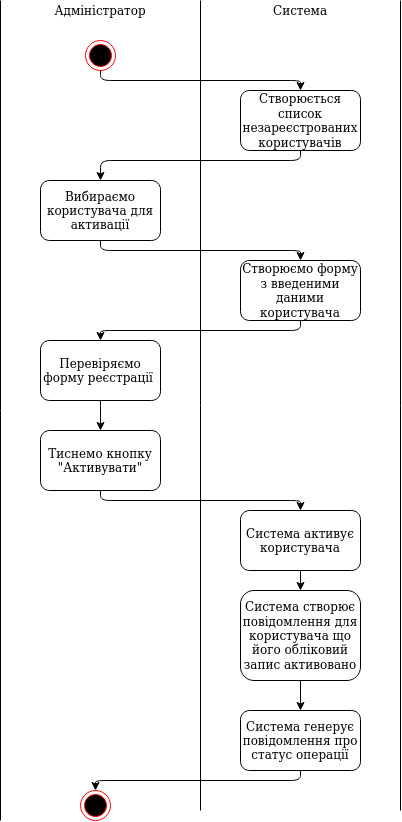 Адміністратор
Система
Створюється
список
незареєстрованих
користувачів
Вибираємо
користувача для
активації
Створюємо форму
з введеними
даними
користувача
Перевіряємо
форму реєстрації
Тиснемо кнопку
"Активувати"
Система активує
користувача
Система створює
повідомлення для
користувача що
його обліковий
запис активовано
Система генерує
повідомлення про
статус операції